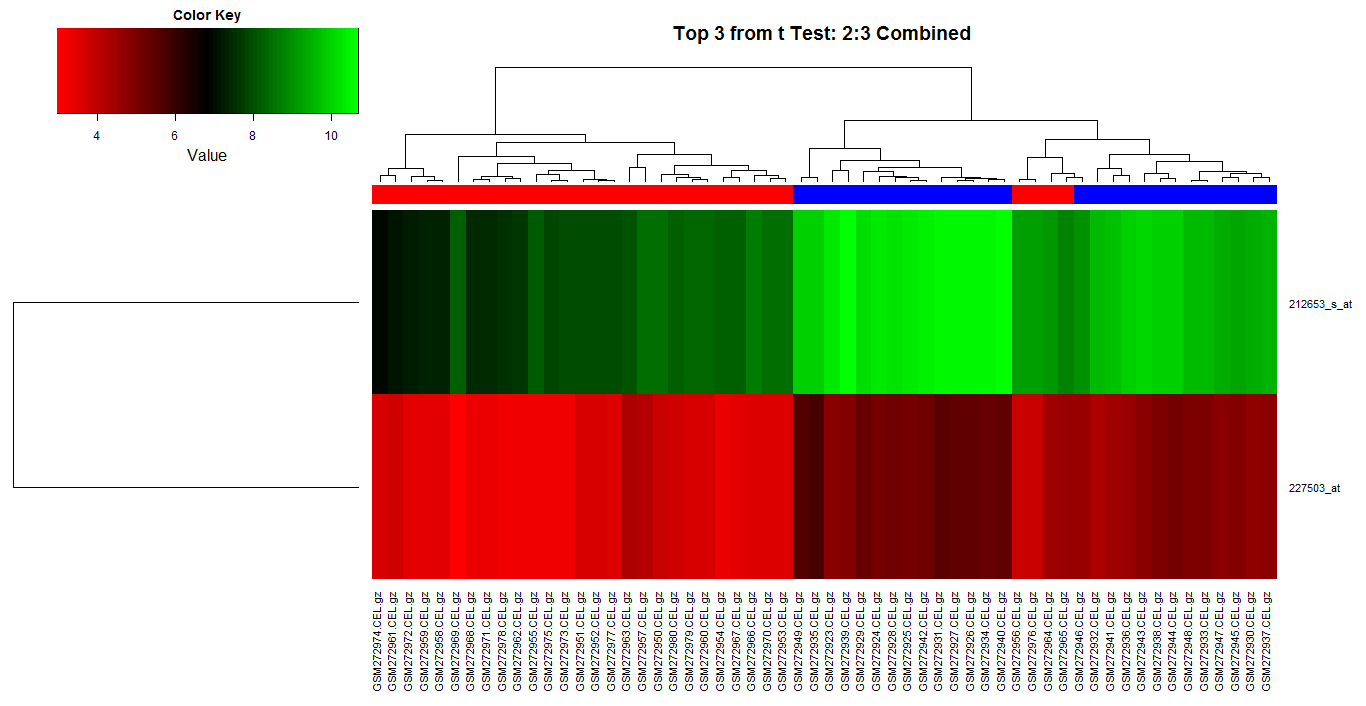 Color Key
4 6 8 10
Value
Top 3 from t Test: 2:3 Combined
212653_s_at
227503_at
GSM272974.CEL.gz
GSM272961.CEL.gz
GSM272972.CEL.gz
GSM272959.CEL.gz
GSM272958.CEL.gz
GSM272969.CEL.gz
GSM272968.CEL.gz
GSM272971.CEL.gz
GSM272978.CEL.gz
GSM272962.CEL.gz
GSM272955.CEL.gz
GSM272975.CEL.gz
GSM272973.CEL.gz
GSM272951.CEL.gz
GSM272952.CEL.gz
GSM272977.CEL.gz
GSM272963.CEL.gz
GSM272957.CEL.gz
GSM272950.CEL.gz
GSM272980.CEL.gz
GSM272979.CEL.gz
GSM272960.CEL.gz
GSM272954.CEL.gz
GSM272967.CEL.gz
GSM272966.CEL.gz
GSM272970.CEL.gz
GSM272953.CEL.gz
GSM272949.CEL.gz
GSM272935.CEL.gz
GSM272923.CEL.gz
GSM272939.CEL.gz
GSM272929.CEL.gz
GSM272924.CEL.gz
GSM272928.CEL.gz
GSM272925.CEL.gz
GSM272942.CEL.gz
GSM272931.CEL.gz
GSM272927.CEL.gz
GSM272926.CEL.gz
GSM272934.CEL.gz
GSM272940.CEL.gz
GSM272956.CEL.gz
GSM272976.CEL.gz
GSM272964.CEL.gz
GSM272965.CEL.gz
GSM272946.CEL.gz
GSM272932.CEL.gz
GSM272941.CEL.gz
GSM272936.CEL.gz
GSM272943.CEL.gz
GSM272938.CEL.gz
GSM272944.CEL.gz
GSM272948.CEL.gz
GSM272933.CEL.gz
GSM272947.CEL.gz
GSM272945.CEL.gz
GSM272930.CEL.gz
GSM272937.CEL.gz